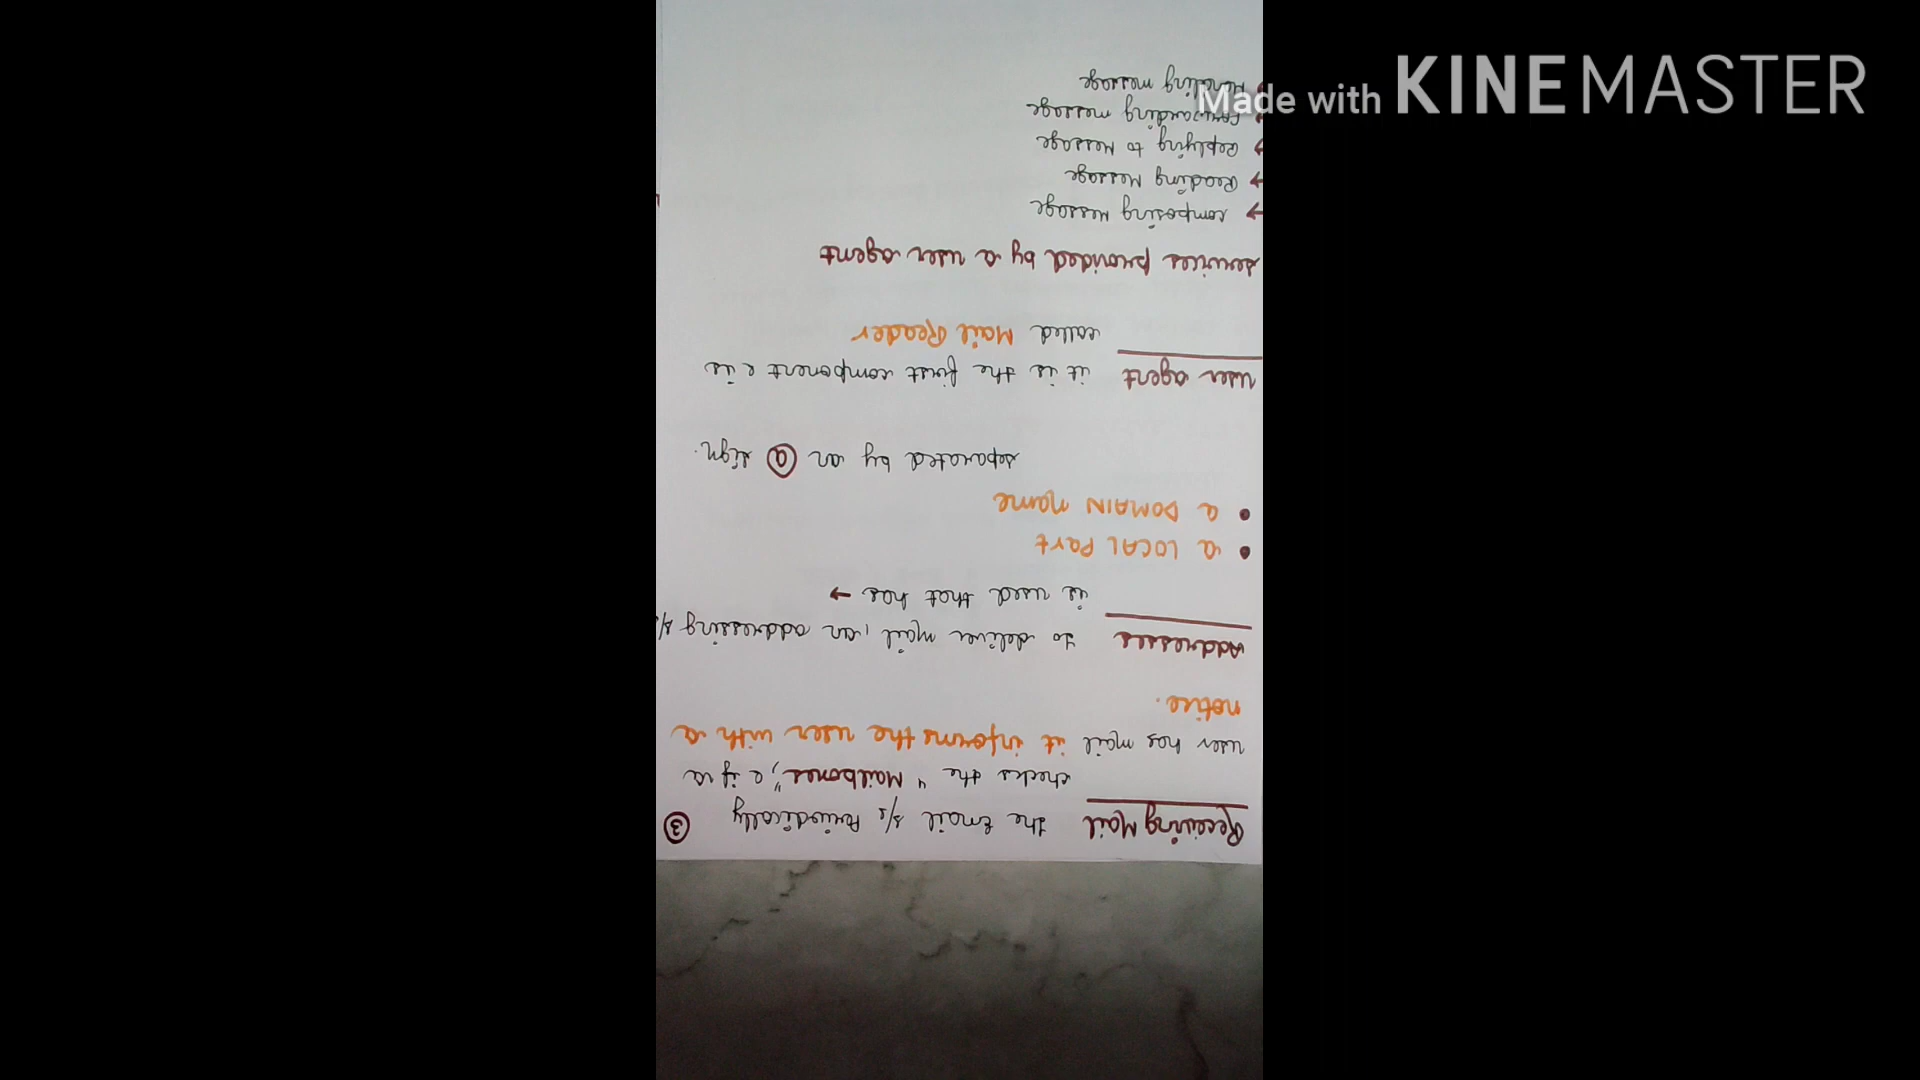 Made with KINEMASTER
Receiving Mail the Email s/s Periodically ③
checks the "Mailboxes", & if a
user has mail it informs the user with a
notice.
Addresses to deliver mail, an addressing s/s
is used that has →
• a LOCAL Part
• a DOMAIN name
separated by an @ sign.
user agent it is the first component & is
called Mail Reader
services provided by a user agent
→ composing Message
→ Reading Message
→ Replying to Message
→ Forwarding message
→ Handling message